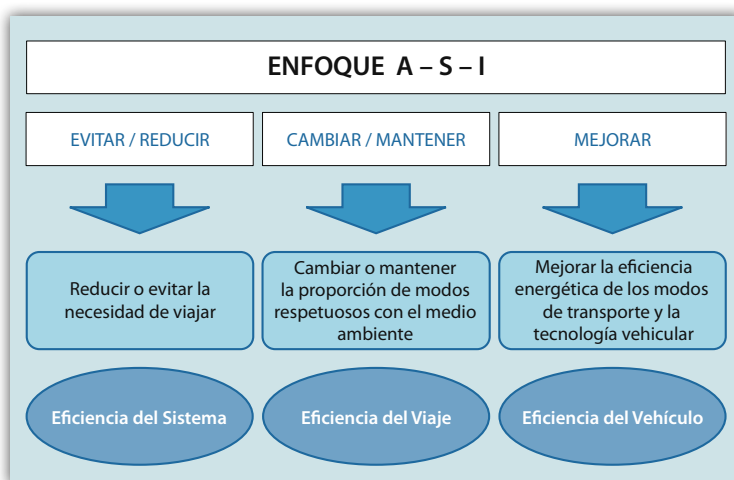 ENFOQUE A – S – I
EVITAR / REDUCIR
CAMBIAR / MANTENER
MEJORAR
Reducir o evitar la
necesidad de viajar
Cambiar o mantener
la proporción de modos
respetuosos con el medio
ambiente
Mejorar la eficiencia
energética de los modos
de transporte y la
tecnología vehicular
Eficiencia del Sistema
Eficiencia del Viaje
Eficiencia del Vehículo